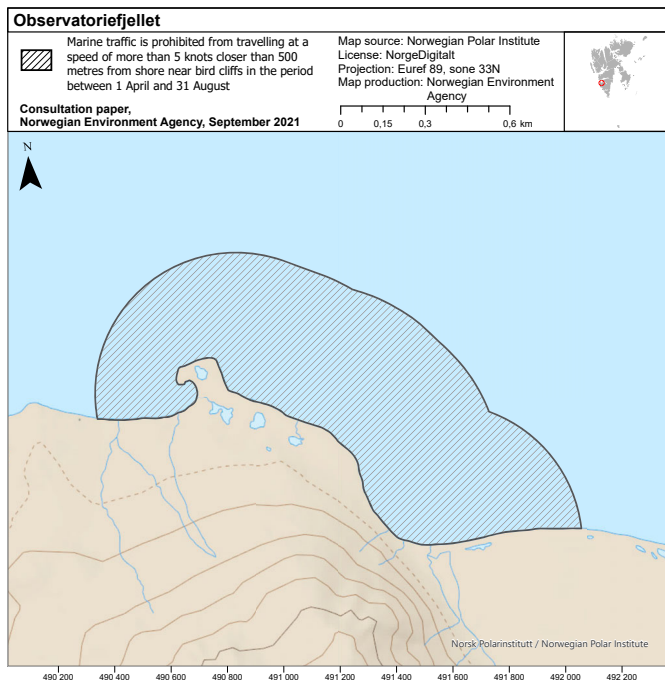 Observatoriefjellet
Marine traffic is prohibited from travelling at a
speed of more than 5 knots closer than 500
metres from shore near bird cliffs in the period
between 1 April and 31 August
Consultation paper,
Norwegian Environment Agency, September 2021
Map source: Norwegian Polar Institute
License: NorgeDigitalt
Projection: Euref 89, sone 33N
Map production: Norwegian Environment
Agency
0 0,15 0,3 0,6 km
N
Norsk Polarinstitutt / Norwegian Polar Institute
490 200 490 400 490 600 490 800 491 000 491 200 491 400 491 600 491 800 492 000 492 200